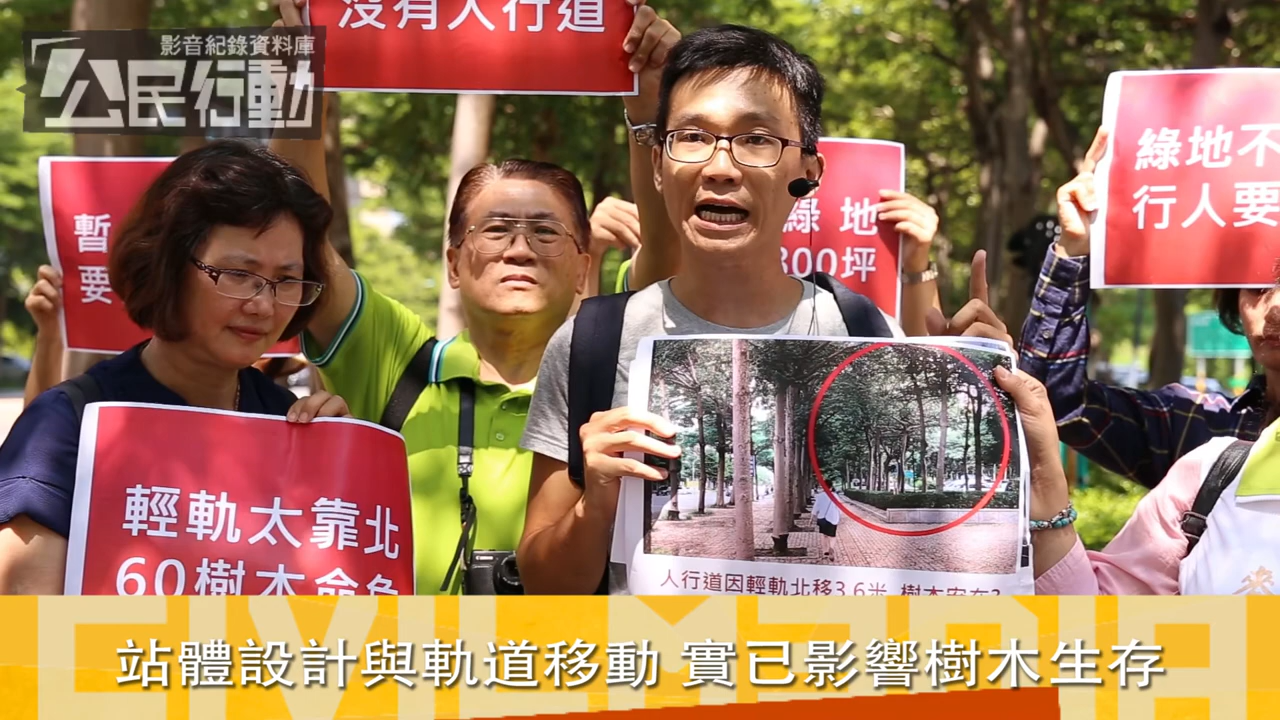 影音紀錄資料庫
公民行動
沒有人行道
暫
要
綠地
300坪
綠地不
行人要
輕軌太靠北
60樹木命危
人行道因輕軌北移3.6米 樹木安在?
站體設計與軌道移動 實已影響樹木生存